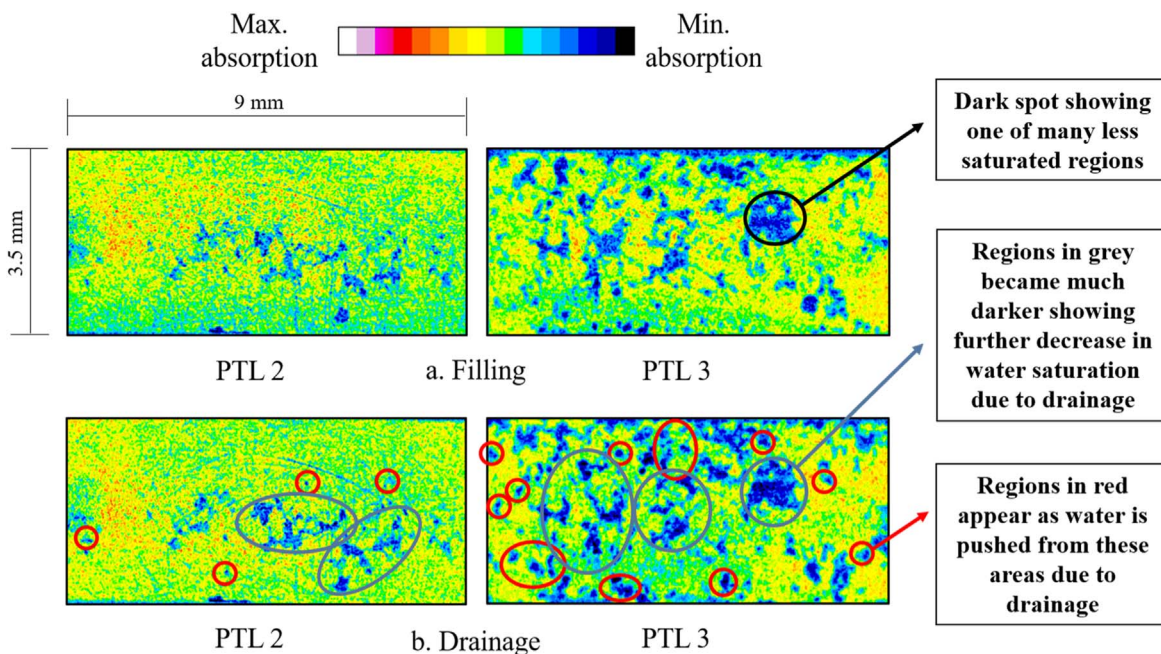 Max.
absorption
Min.
absorption
9 mm
3.5 mm
PTL 2
a. Filling
PTL 3
PTL 2
b. Drainage
PTL 3
Dark spot showing
one of many less
saturated regions
Regions in grey
became much
darker showing
further decrease in
water saturation
due to drainage
Regions in red
appear as water is
pushed from these
areas due to
drainage